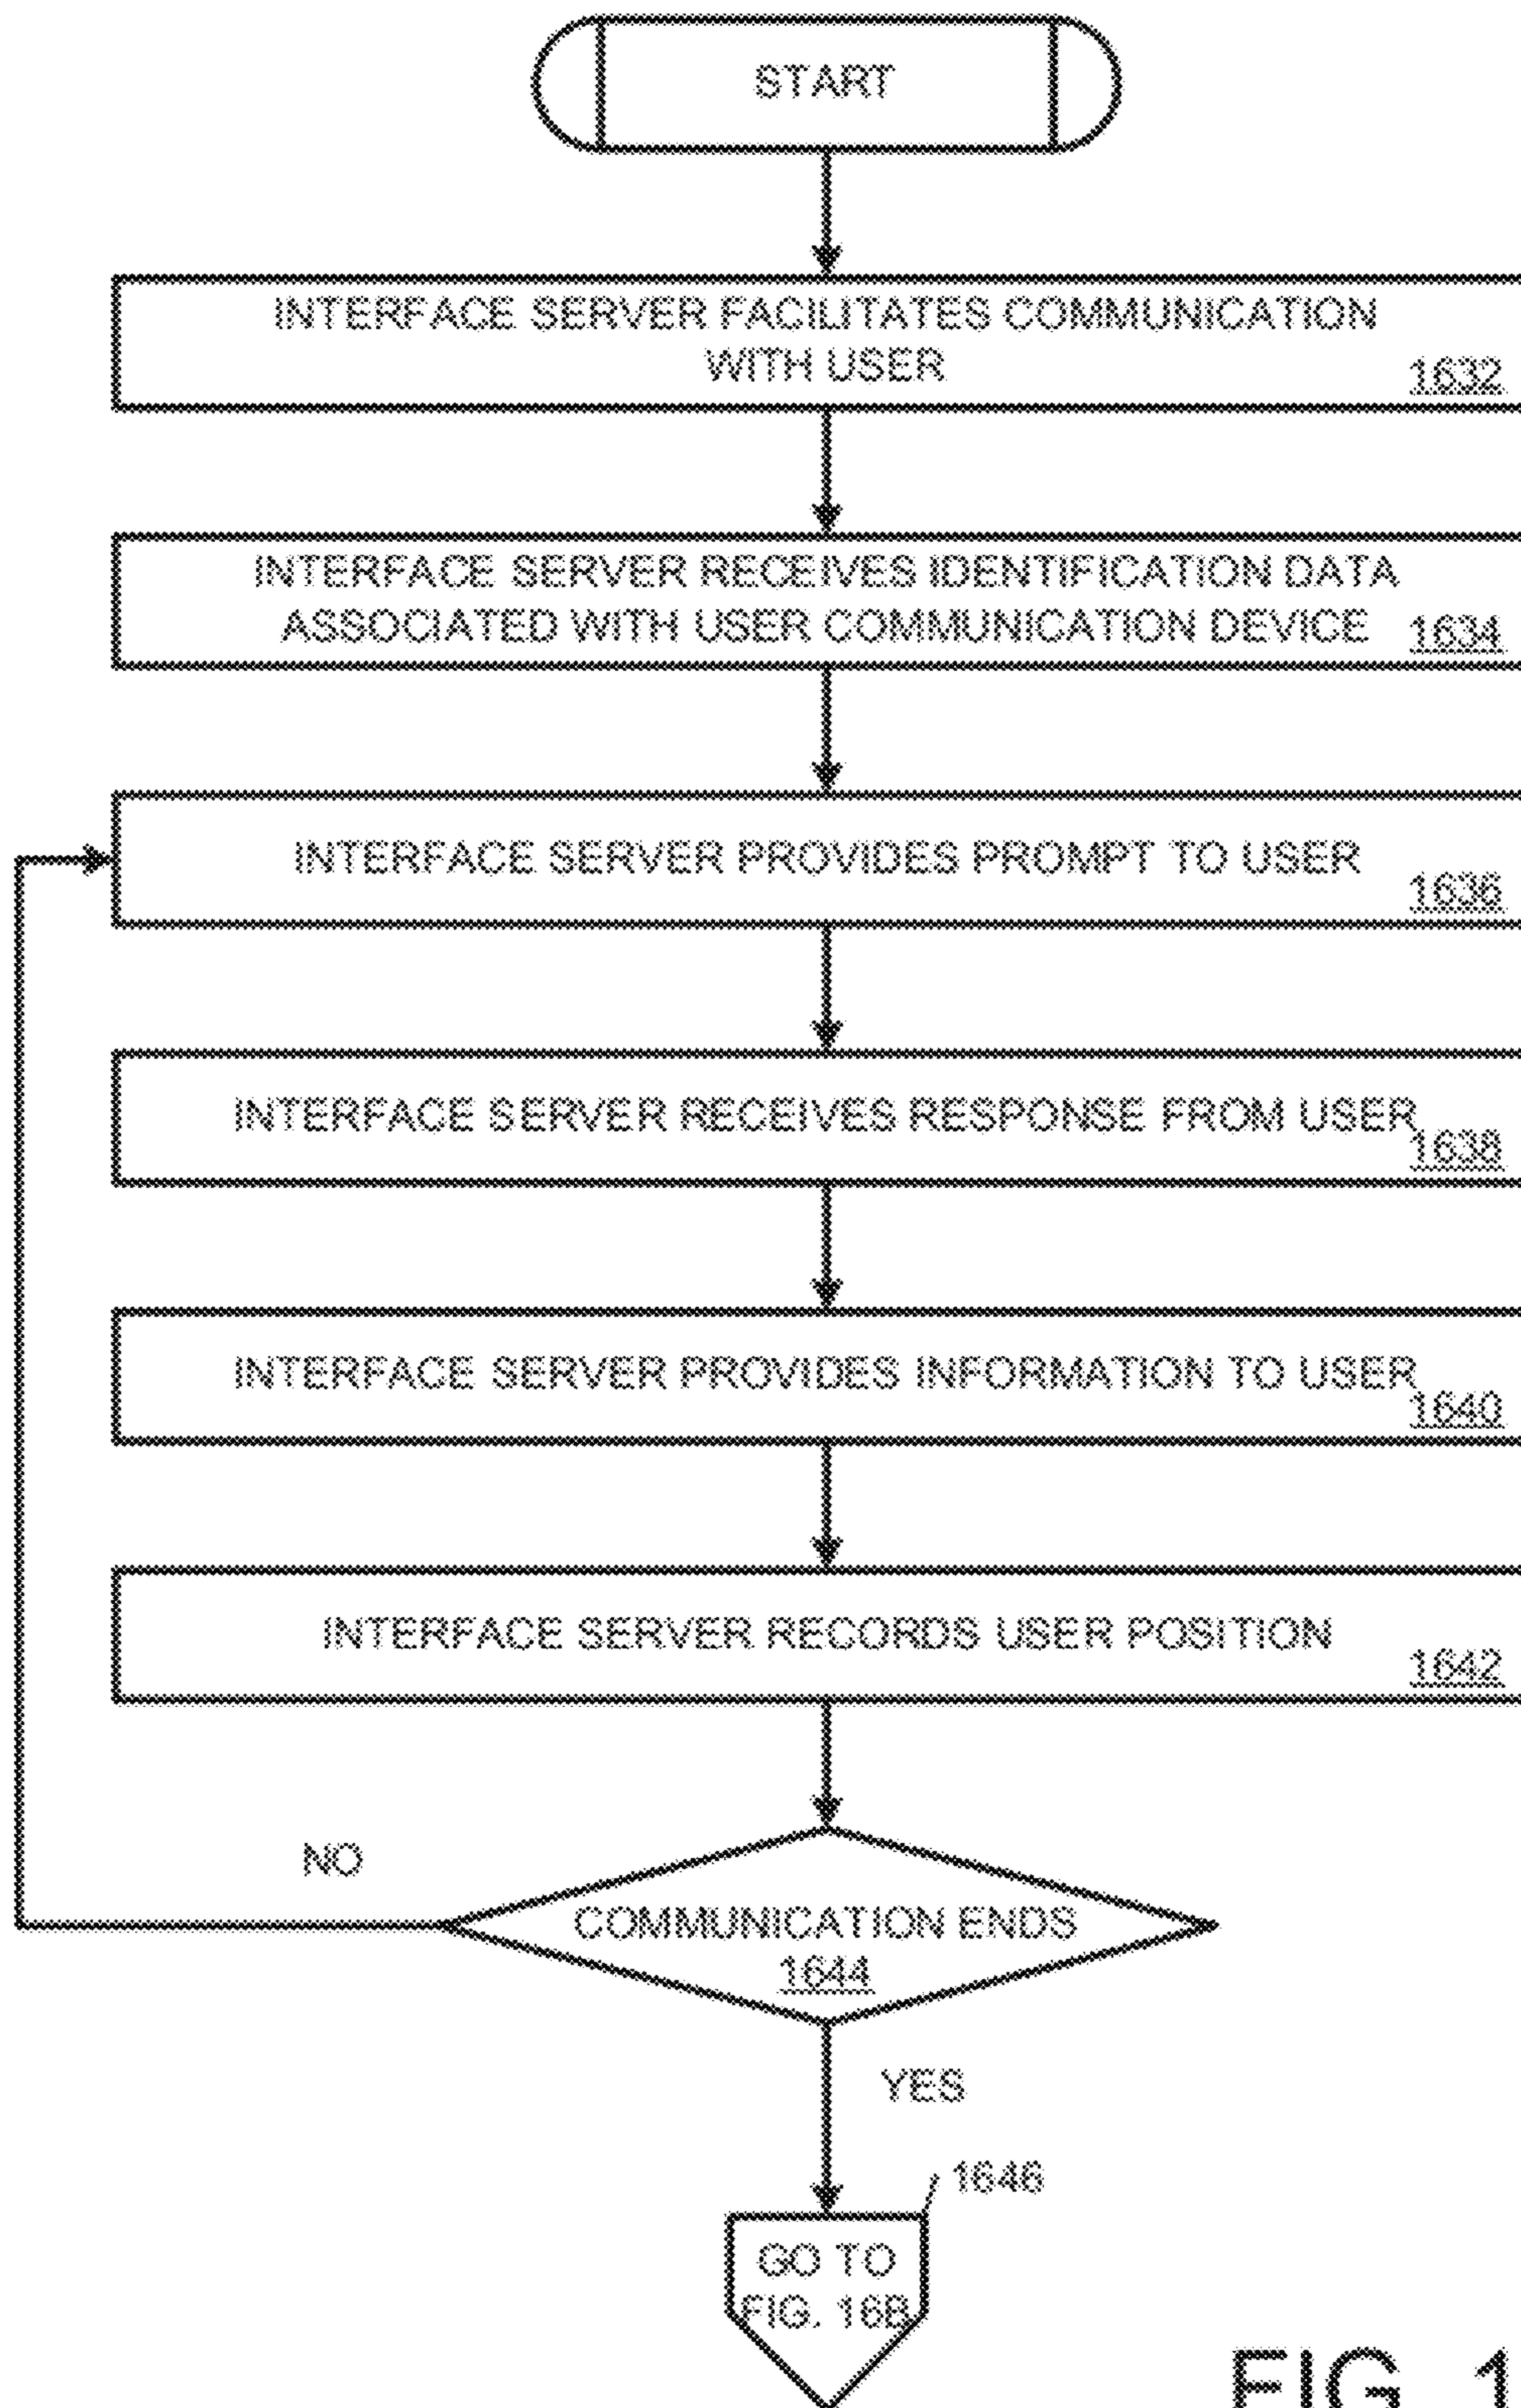 START
INTERFACE SERVER FACILITATES COMMUNICATION
WITH USER
1632
INTERFACE SERVER RECEIVES IDENTIFICATION DATA
ASSOCIATED WITH USER COMMUNICATION DEVICE
1634
INTERFACE SERVER PROVIDES PROMPT TO USER
1636
INTERFACE SERVER RECEIVES RESPONSE FROM USER
1638
INTERFACE SERVER PROVIDES INFORMATION TO USER
1640
INTERFACE SERVER RECORDS USER POSITION
1642
NO
COMMUNICATION ENDS
1644
YES
1646
GO TO
FIG. 16B
FIG. 1